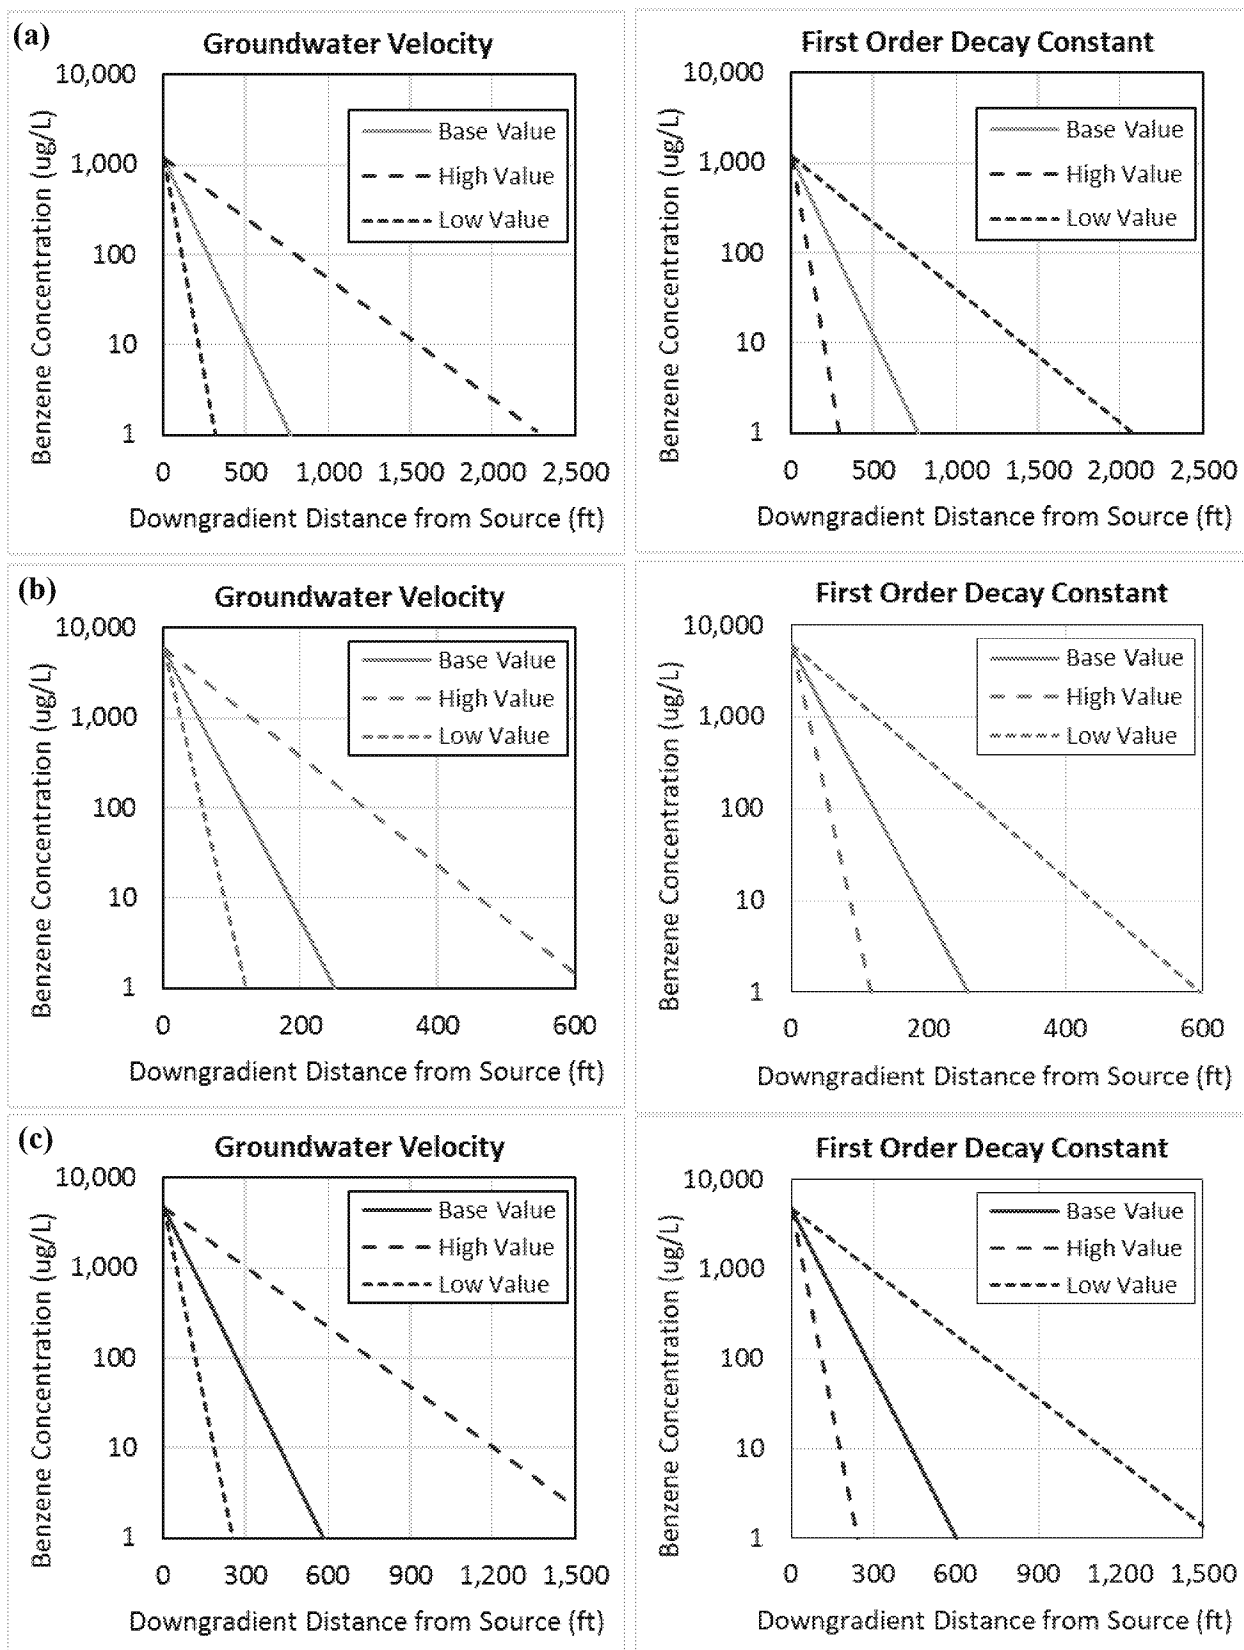 (a)
Groundwater Velocity
Benzene Concentration (ug/L)
10,000
1,000
100
10
1
Base Value
High Value
Low Value
0 500 1,000 1,500 2,000 2,500
Downgradient Distance from Source (ft)
First Order Decay Constant
Benzene Concentration (ug/L)
10,000
1,000
100
10
1
Base Value
High Value
Low Value
0 500 1,000 1,500 2,000 2,500
Downgradient Distance from Source (ft)
(b)
Groundwater Velocity
Benzene Concentration (ug/L)
10,000
1,000
100
10
1
Base Value
High Value
Low Value
0 200 400 600
Downgradient Distance from Source (ft)
First Order Decay Constant
Benzene Concentration (ug/L)
10,000
1,000
100
10
1
Base Value
High Value
Low Value
0 200 400 600
Downgradient Distance from Source (ft)
(c)
Groundwater Velocity
Benzene Concentration (ug/L)
10,000
1,000
100
10
1
Base Value
High Value
Low Value
0 300 600 900 1,200 1,500
Downgradient Distance from Source (ft)
First Order Decay Constant
Benzene Concentration (ug/L)
10,000
1,000
100
10
1
Base Value
High Value
Low Value
0 300 600 900 1,200 1,500
Downgradient Distance from Source (ft)